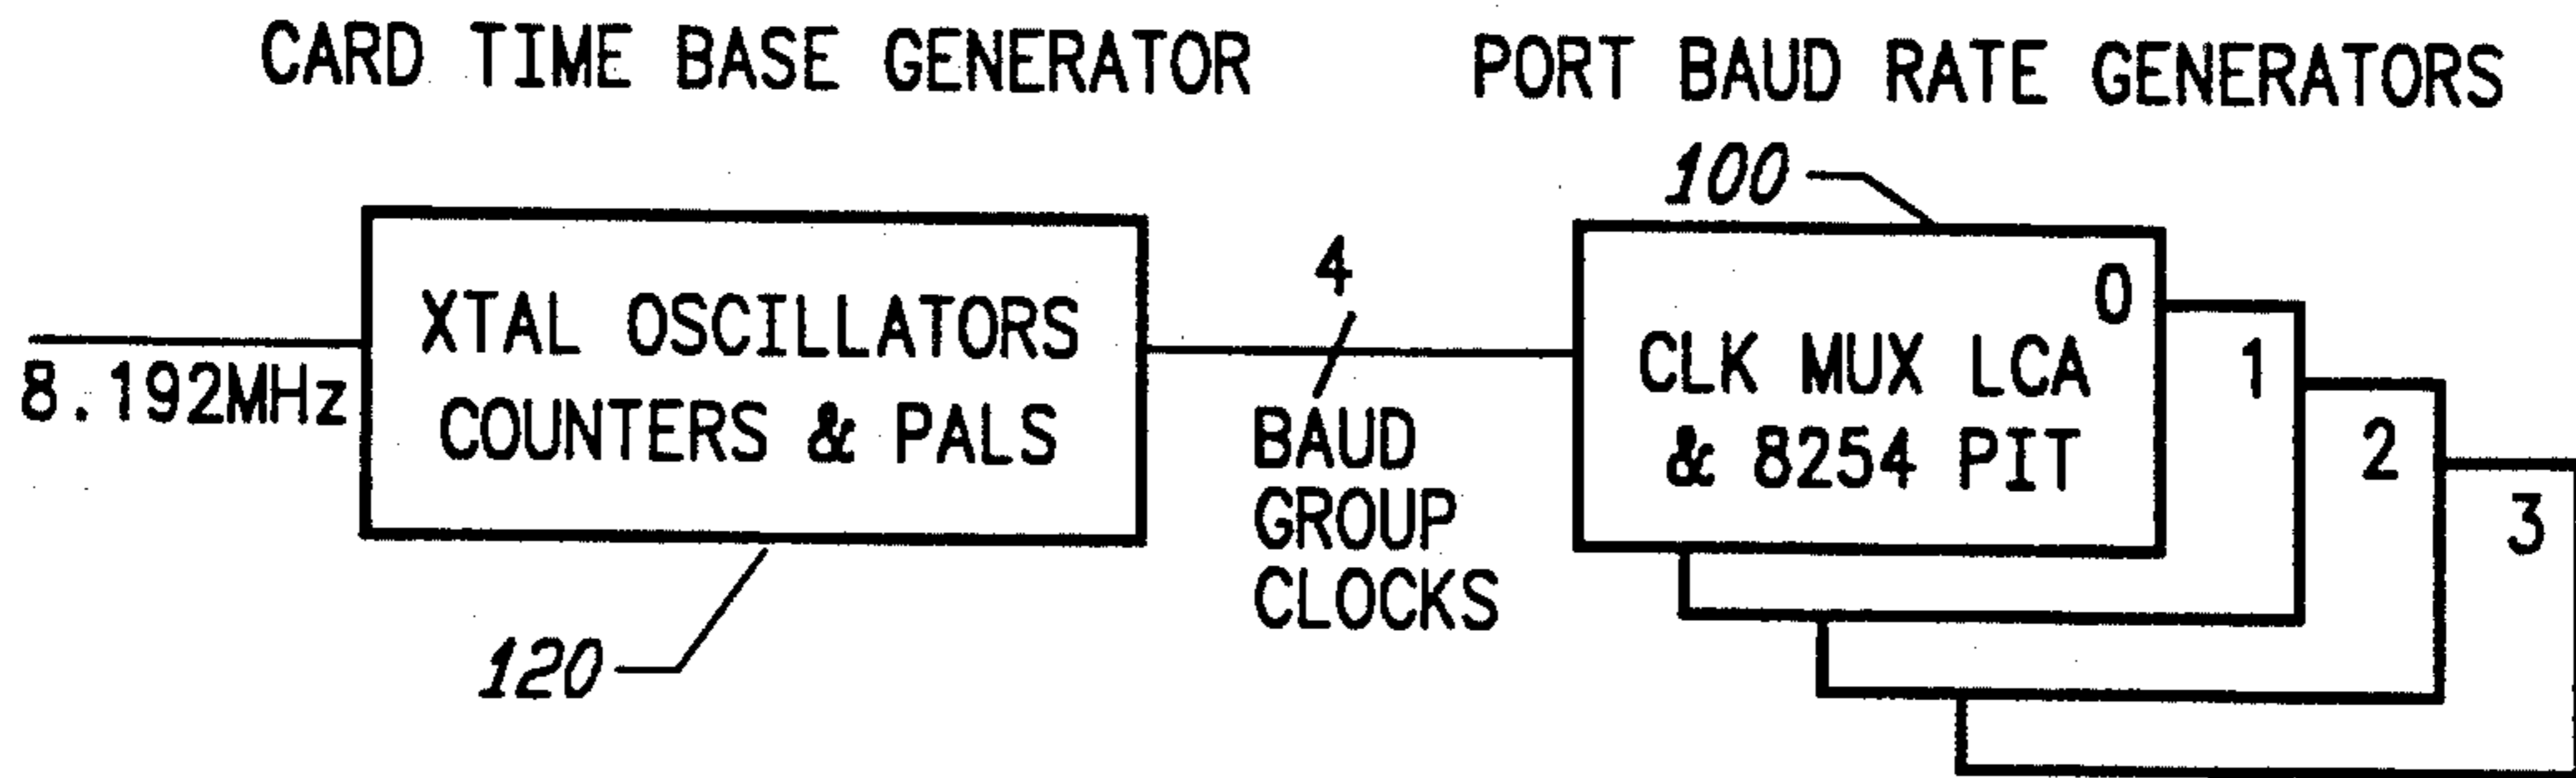 CARD TIME BASE GENERATOR
PORT BAUD RATE GENERATORS
100
8.192MHz
XTAL OSCILLATORS
COUNTERS & PALS
120
4
BAUD
GROUP
CLOCKS
0
CLK MUX LCA
& 8254 PIT
1
2
3